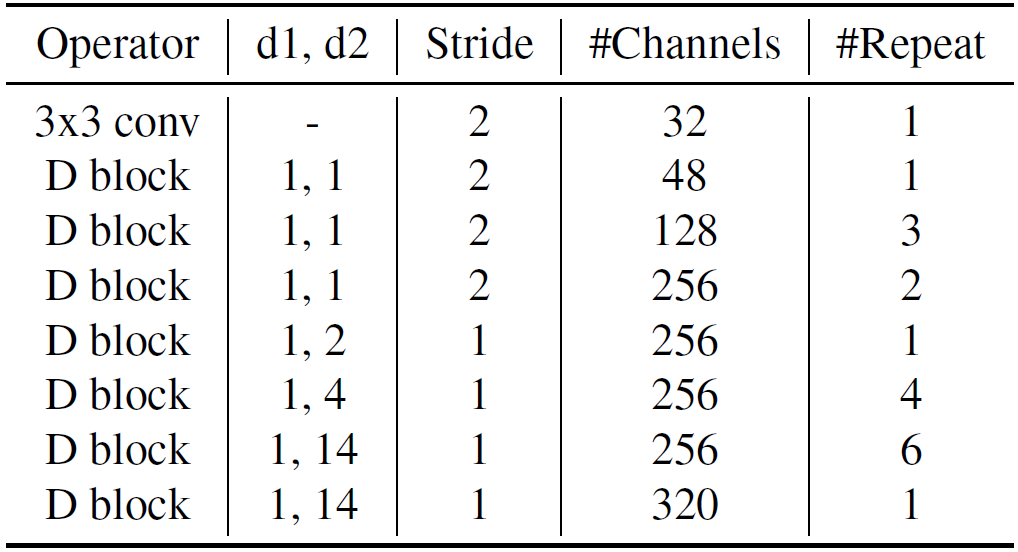 Operator d1, d2 Stride #Channels #Repeat
3x3 conv - 2 32 1
D block 1, 1 2 48 1
D block 1, 1 2 128 3
D block 1, 1 2 256 2
D block 1, 2 1 256 1
D block 1, 4 1 256 4
D block 1, 14 1 256 6
D block 1, 14 1 320 1